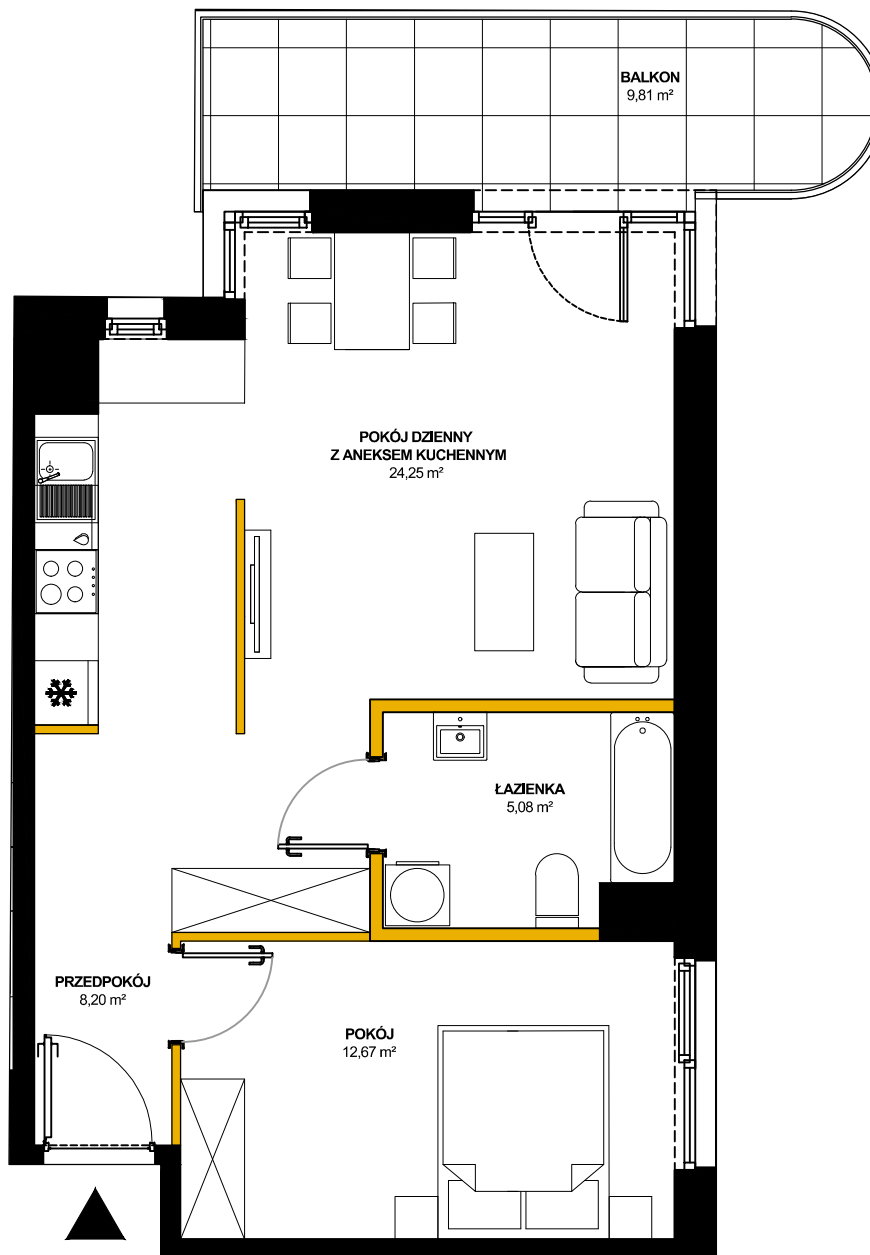 BALKON
9,81 m²
POKÓJ DZIENNY
Z ANEKSEM KUCHENNYM
24,25 m²
ŁAZIENKA
5,08 m²
PRZEDPOKÓJ
8,20 m²
POKÓJ
12,67 m²